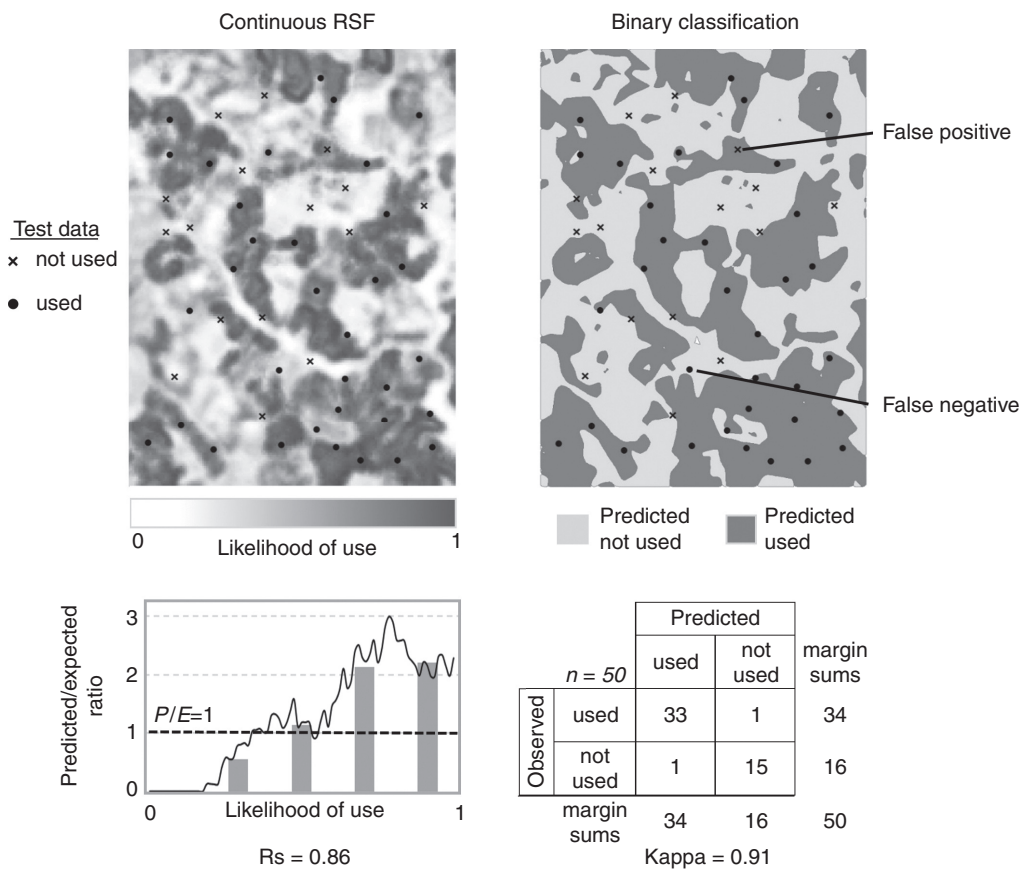 Continuous RSF
Binary classification
False positive
Test data
× not used
● used
False negative
0
1
Likelihood of use
Predicted
not used
Predicted
used
Predicted/expected
ratio
3
2
1
0
P/E=1
0
Likelihood of use
1
Rs = 0.86
Predicted
n = 50
used
not
used
margin
sums
Observed
used
33
1
34
not
used
1
15
16
margin
sums
34
16
50
Kappa = 0.91